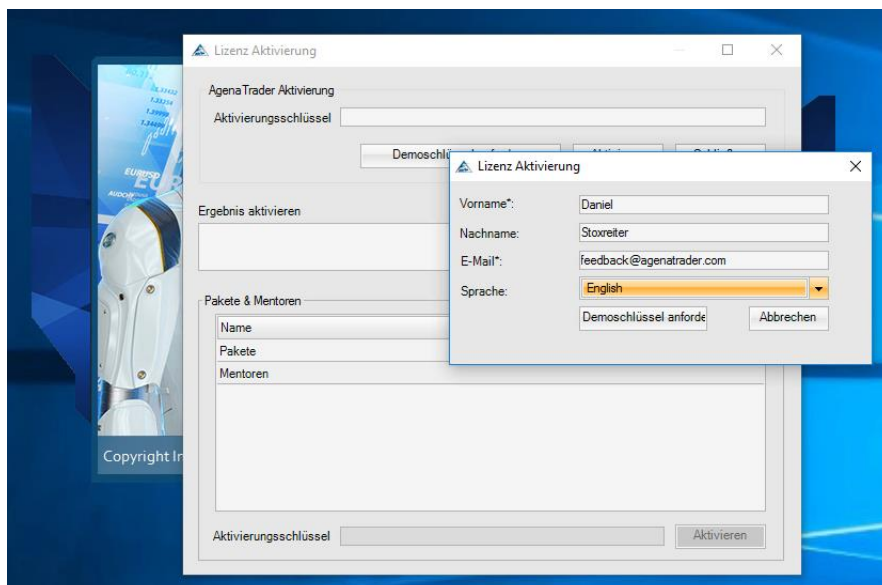 Lizenz Aktivierung
AgenaTrader Aktivierung
Aktivierungsschlüssel
Ergebnis aktivieren
Pakete & Mentoren
Name
Pakete
Mentoren
Aktivierungsschlüssel
Aktivieren
Lizenz Aktivierung
Vorname*:
Daniel
Nachname:
Stoxreiter
E-Mail*:
feedback@agenatrader.com
Sprache:
English
Demoschlüssel anforde
Abbrechen
EURUSD
Copyright